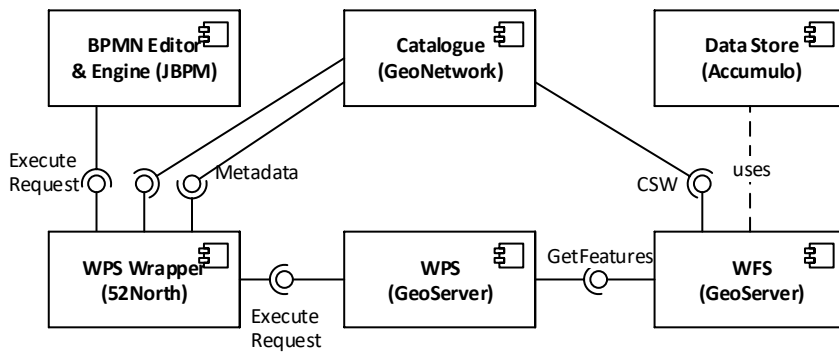 BPMN Editor
& Engine (JBPM)
Catalogue
(GeoNetwork)
Data Store
(Accumulo)
Execute
Request
Metadata
CSW
uses
WPS Wrapper
(52North)
Execute
Request
WPS
(GeoServer)
GetFeatures
WFS
(GeoServer)